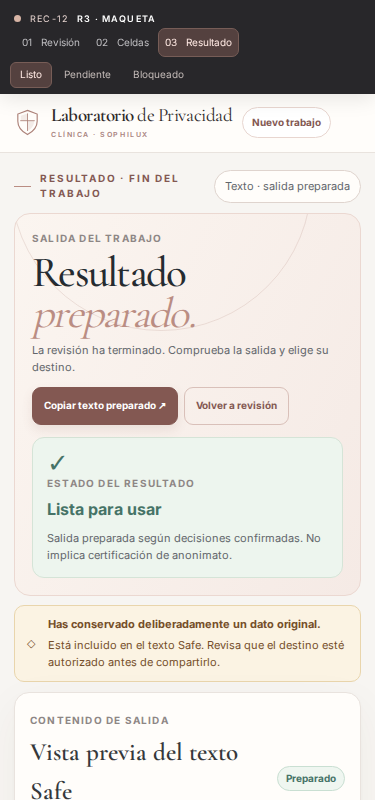 REC-12 R3 · MAQUETA
01 Revisión 02 Celdas 03 Resultado
Listo Pendiente Bloqueado
Laboratorio de Privacidad
CLÍNICA · SOPHILUX
Nuevo trabajo
RESULTADO · FIN DEL
TRABAJO
Texto · salida preparada
SALIDA DEL TRABAJO
Resultado
preparado.
La revisión ha terminado. Comprueba la salida y elige su
destino.
Copiar texto preparado ↗ Volver a revisión
✓
ESTADO DEL RESULTADO
Lista para usar
Salida preparada según decisiones confirmadas. No
implica certificación de anonimato.
Has conservado deliberadamente un dato original.
◇ Está incluido en el texto Safe. Revisa que el destino esté
autorizado antes de compartirlo.
CONTENIDO DE SALIDA
Vista previa del texto
Safe
Preparado